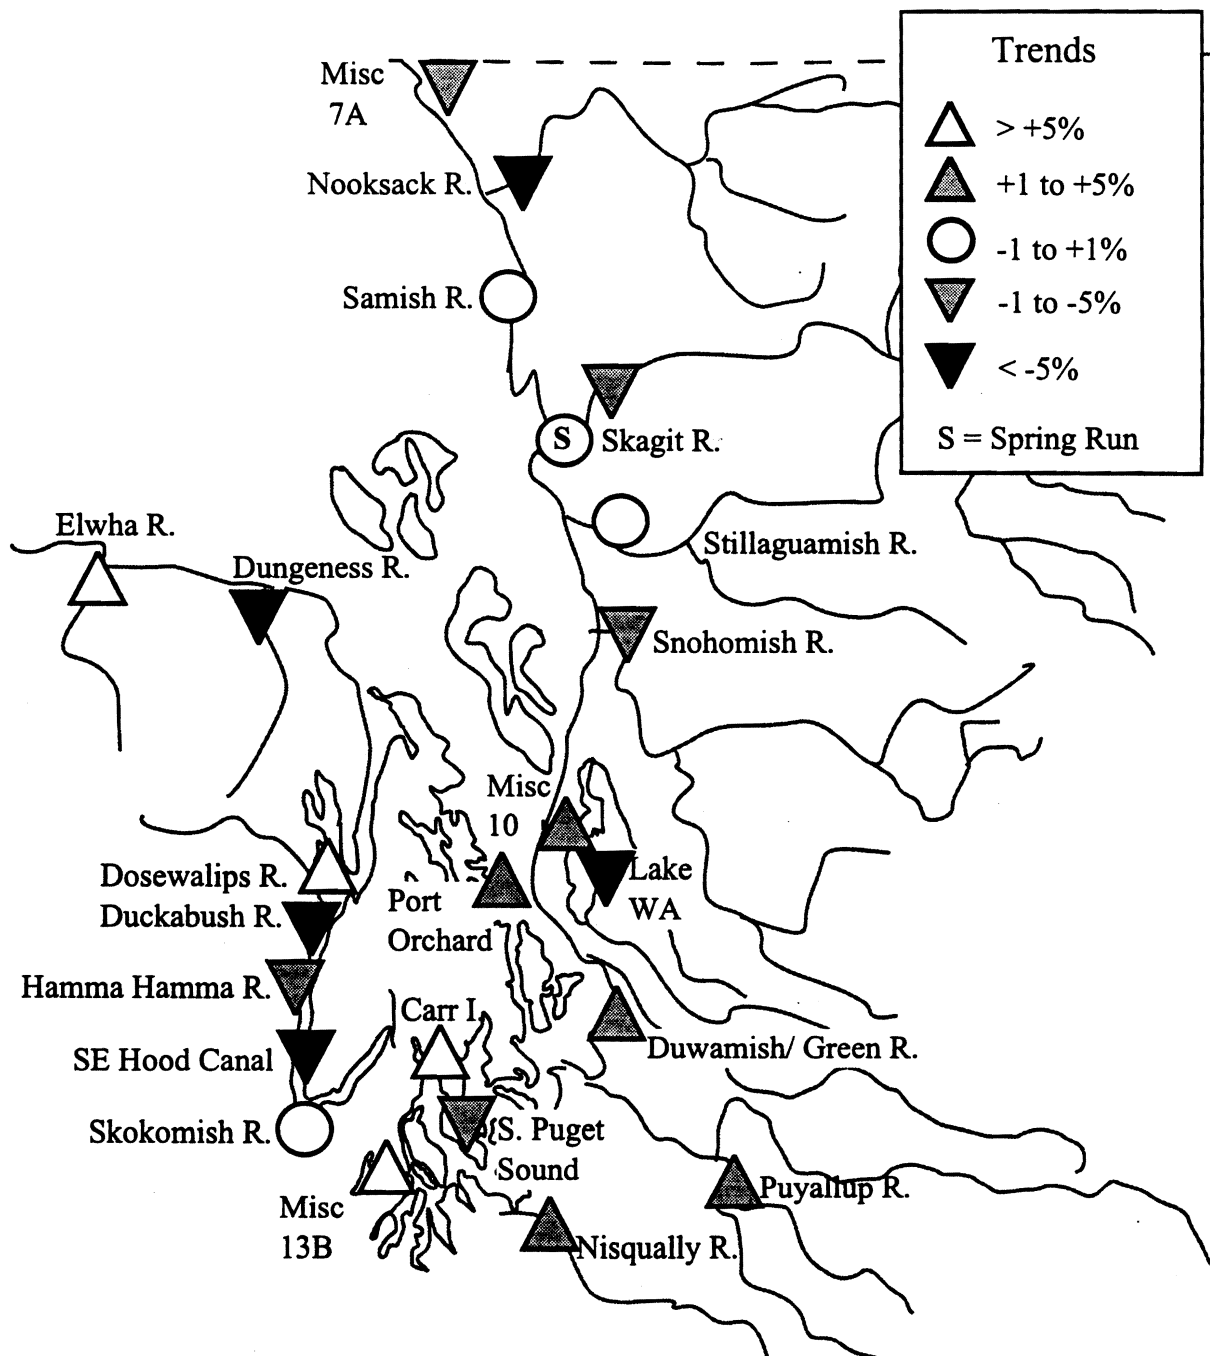 Trends
> +5%
+1 to +5%
-1 to +1%
-1 to -5%
< -5%
S = Spring Run
Misc
7A
Nooksack R.
Samish R.
S
Skagit R.
Elwha R.
Stillaguamish R.
Dungeness R.
Snohomish R.
Misc
10
Dosewalips R.
Lake
WA
Duckabush R.
Port
Orchard
Hamma Hamma R.
Carr I.
SE Hood Canal
Duwamish/ Green R.
Skokomish R.
S. Puget
Sound
Puyallup R.
Misc
13B
Nisqually R.